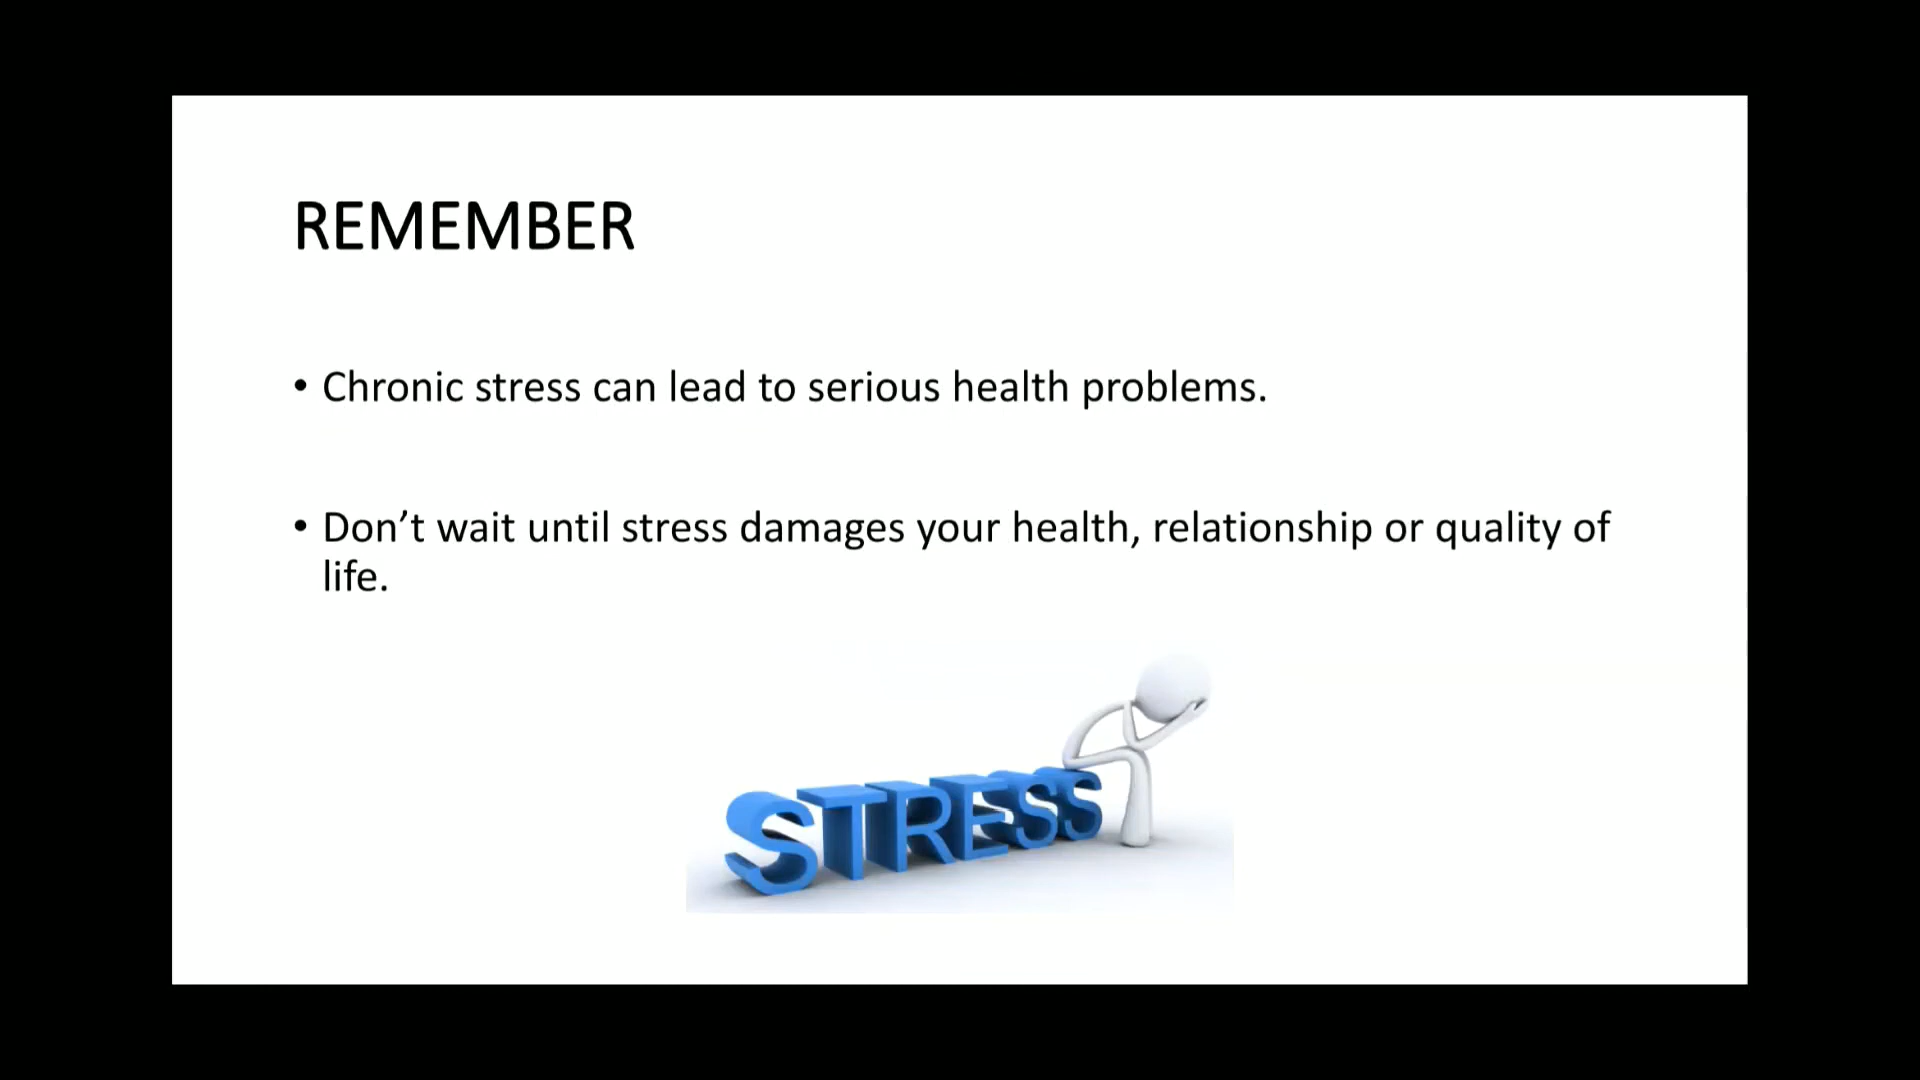 REMEMBER
• Chronic stress can lead to serious health problems.
• Don’t wait until stress damages your health, relationship or quality of
life.
STRESS